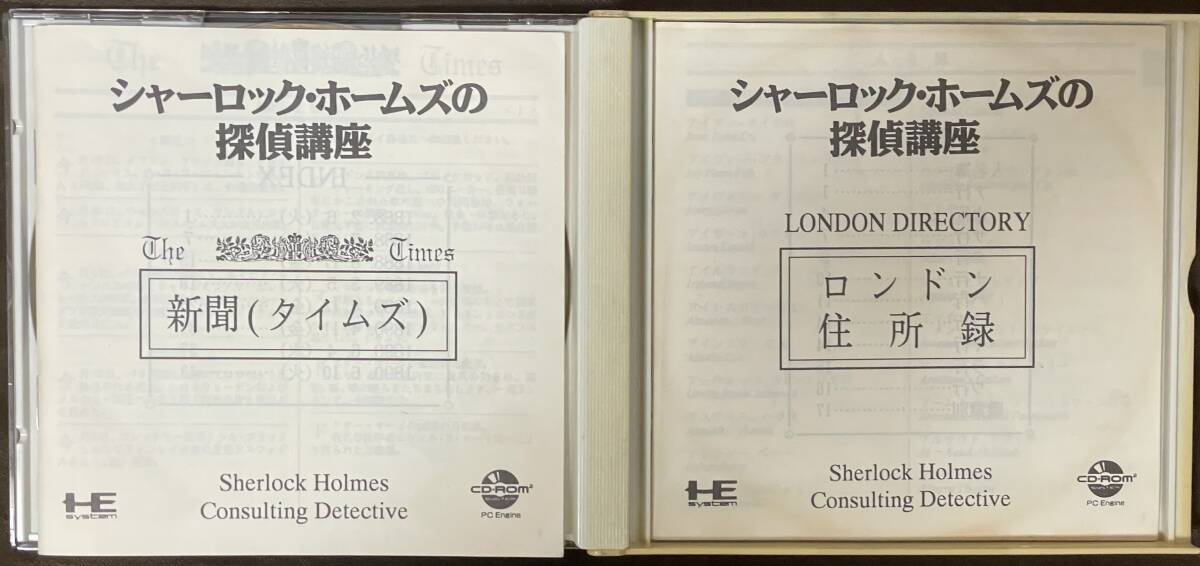 シャーロック・ホームズの
探偵講座
The Times
新聞(タイムズ)
Sherlock Holmes
Consulting Detective
HE
system
CD-ROM²
PC Engine
シャーロック・ホームズの
探偵講座
LONDON DIRECTORY
ロンドン
住所録
Sherlock Holmes
Consulting Detective
HE
system
CD-ROM²
PC Engine